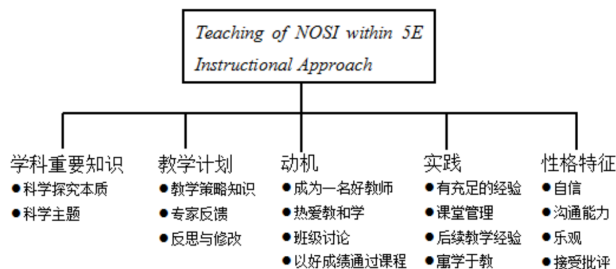 Teaching of NOSI within 5E
Instructional Approach
学科重要知识
●科学探究本质
●科学主题
教学计划
●教学策略知识
●专家反馈
●反思与修改
动机
●成为一名好教师
●热爱教和学
●班级讨论
●以好成绩通过课程
实践
●有充足的经验
●课堂管理
●后续教学经验
●寓学于教
性格特征
●自信
●沟通能力
●乐观
●接受批评